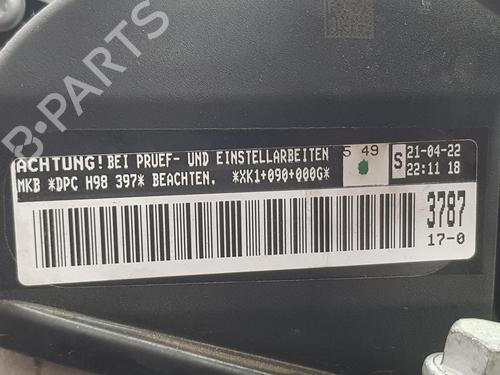 B-PARTS
ACHTUNG! BEI PRUEF- UND EINSTELLARBEITEN
MKB *DPC H98 397* BEACHTEN. *XK1+090+000G*
5 49
S
21-04-22
22:11 18
3787
17-0